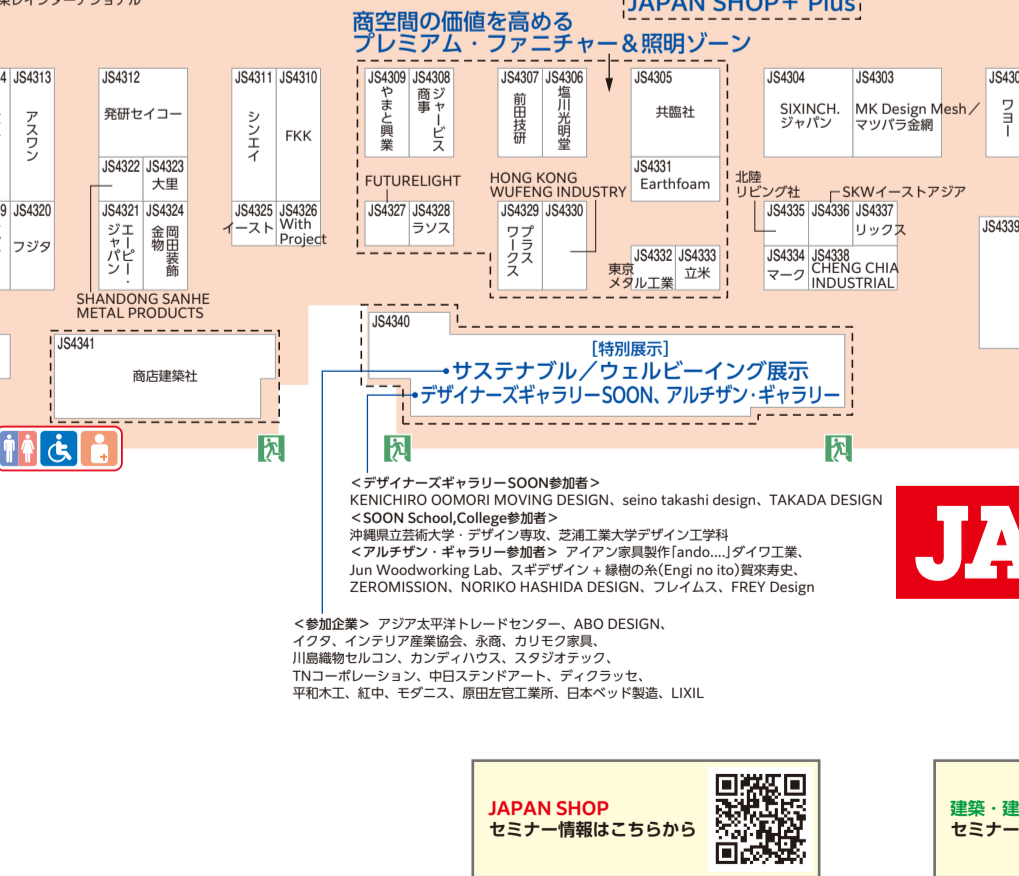 JAPAN SHOP+ Plus
商空間の価値を高める
プレミアム・ファニチャー&照明ゾーン
JS4313
アスワン
JS4312
発研セイコー
JS4311
シンエイ
JS4310
FKK
JS4309
やまと興業
JS4308
ジャービス商事
JS4307
前田技研
JS4306
塩川光明堂
JS4305
共臨社
JS4304
SIXINCH.
ジャパン
JS4303
MK Design Mesh/
マツバラ金網
JS430
ワヨー
JS4322
JS4323
大里
JS4331
Earthfoam
FUTURELIGHT
HONG KONG
WUFENG INDUSTRY
北陸
リビング社
SKWイーストアジア
JS4320
フジタ
JS4321
エービー・ジャパン
JS4324
岡田装飾金物
JS4325
イースト
JS4326
With
Project
JS4327
JS4328
ラソス
JS4329
プラスワークス
JS4330
JS4335
JS4336
JS4337
リックス
JS4339
JS4332
東京
メタル工業
JS4333
立米
JS4334
マーク
JS4338
CHENG CHIA
INDUSTRIAL
SHANDONG SANHE
METAL PRODUCTS
JS4341
商店建築社
JS4340
[特別展示]
サステナブル/ウェルビーイング展示
デザイナーズギャラリーSOON、アルチザン・ギャラリー
<デザイナーズギャラリーSOON参加者>
KENICHIRO OOMORI MOVING DESIGN、seino takashi design、TAKADA DESIGN
<SOON School,College参加者>
沖縄県立芸術大学・デザイン専攻、芝浦工業大学デザイン工学科
<アルチザン・ギャラリー参加者> アイアン家具製作「ando....」ダイワ工業、
Jun Woodworking Lab、スギデザイン + 縁樹の糸(Engi no ito)賀來寿史、
ZEROMISSION、NORIKO HASHIDA DESIGN、フレイムス、FREY Design
<参加企業> アジア太平洋トレードセンター、ABO DESIGN、
イクタ、インテリア産業協会、永商、カリモク家具、
川島織物セルコン、カンディハウス、スタジオテック、
TNコーポレーション、中日ステンドアート、ディクラッセ、
平和木工、紅中、モダニス、原田左官工業所、日本ベッド製造、LIXIL
JA
JAPAN SHOP
セミナー情報はこちらから
建築・建
セミナー